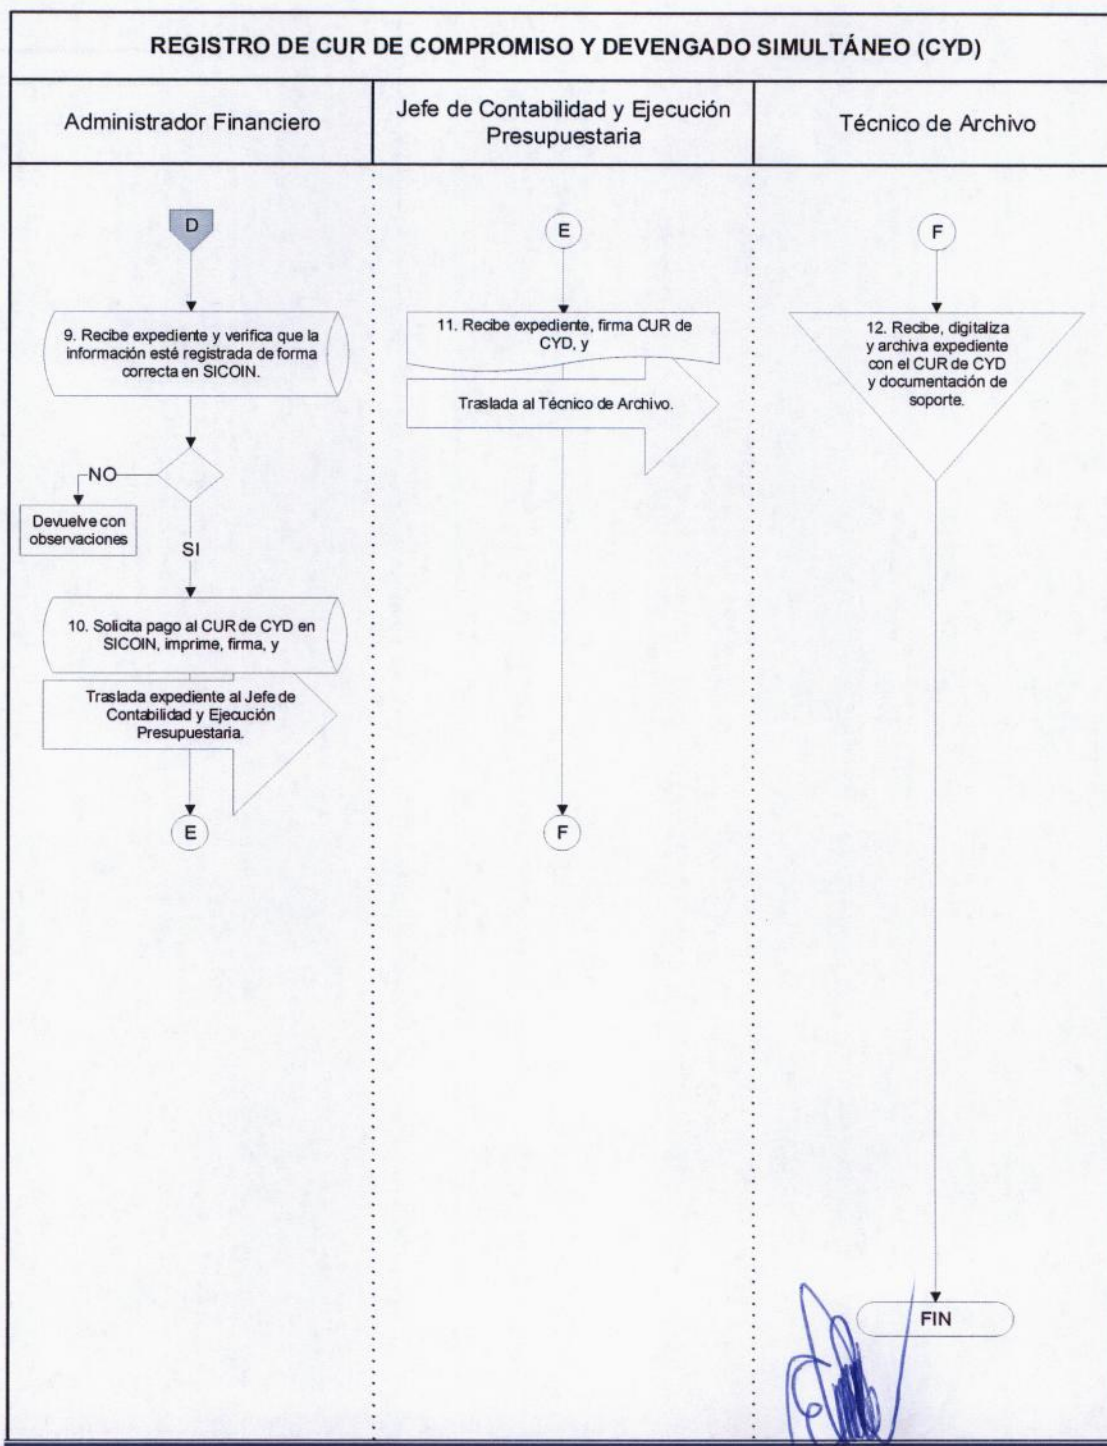 REGISTRO DE CUR DE COMPROMISO Y DEVENGADO SIMULTÁNEO (CYD)
Administrador Financiero
Jefe de Contabilidad y Ejecución
Presupuestaria
Técnico de Archivo
D
9. Recibe expediente y verifica que la
información esté registrada de forma
correcta en SICOIN.
NO
Devuelve con
observaciones
SI
10. Solicita pago al CUR de CYD en
SICOIN, imprime, firma, y
Traslada expediente al Jefe de
Contabilidad y Ejecución
Presupuestaria.
E
E
11. Recibe expediente, firma CUR de
CYD, y
Traslada al Técnico de Archivo.
F
F
12. Recibe, digitaliza
y archiva expediente
con el CUR de CYD
y documentación de
soporte.
FIN